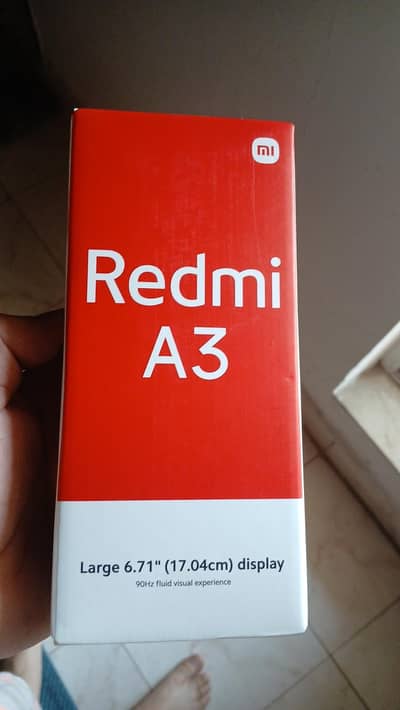 mi
Redmi
A3
Large 6.71" (17.04cm) display
90Hz fluid visual experience